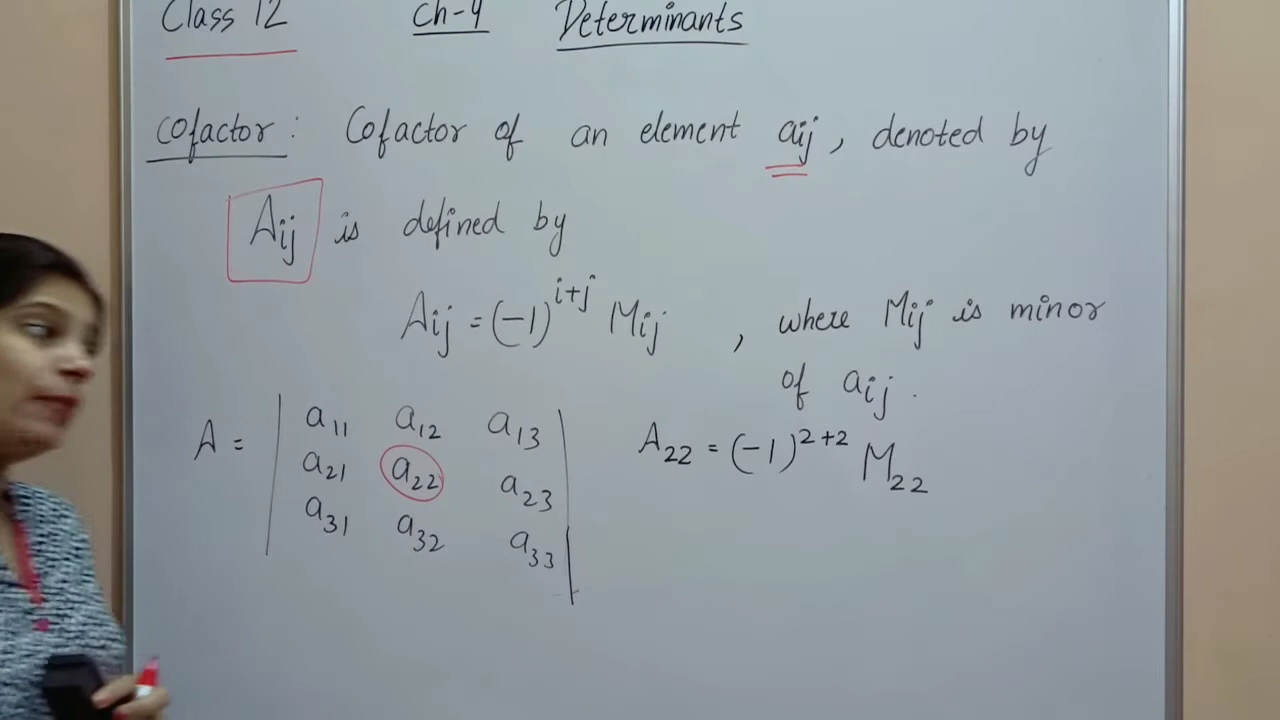 Class 12 Ch-4 Determinants
Cofactor : Cofactor of an element aij , denoted by
Aij is defined by
Aij = (-1)^{i+j} Mij , where Mij is minor
of aij .
A = | a₁₁ a₁₂ a₁₃ |
| a₂₁ a₂₂ a₂₃ |
| a₃₁ a₃₂ a₃₃ |
A₂₂ = (-1)^{2+2} M₂₂